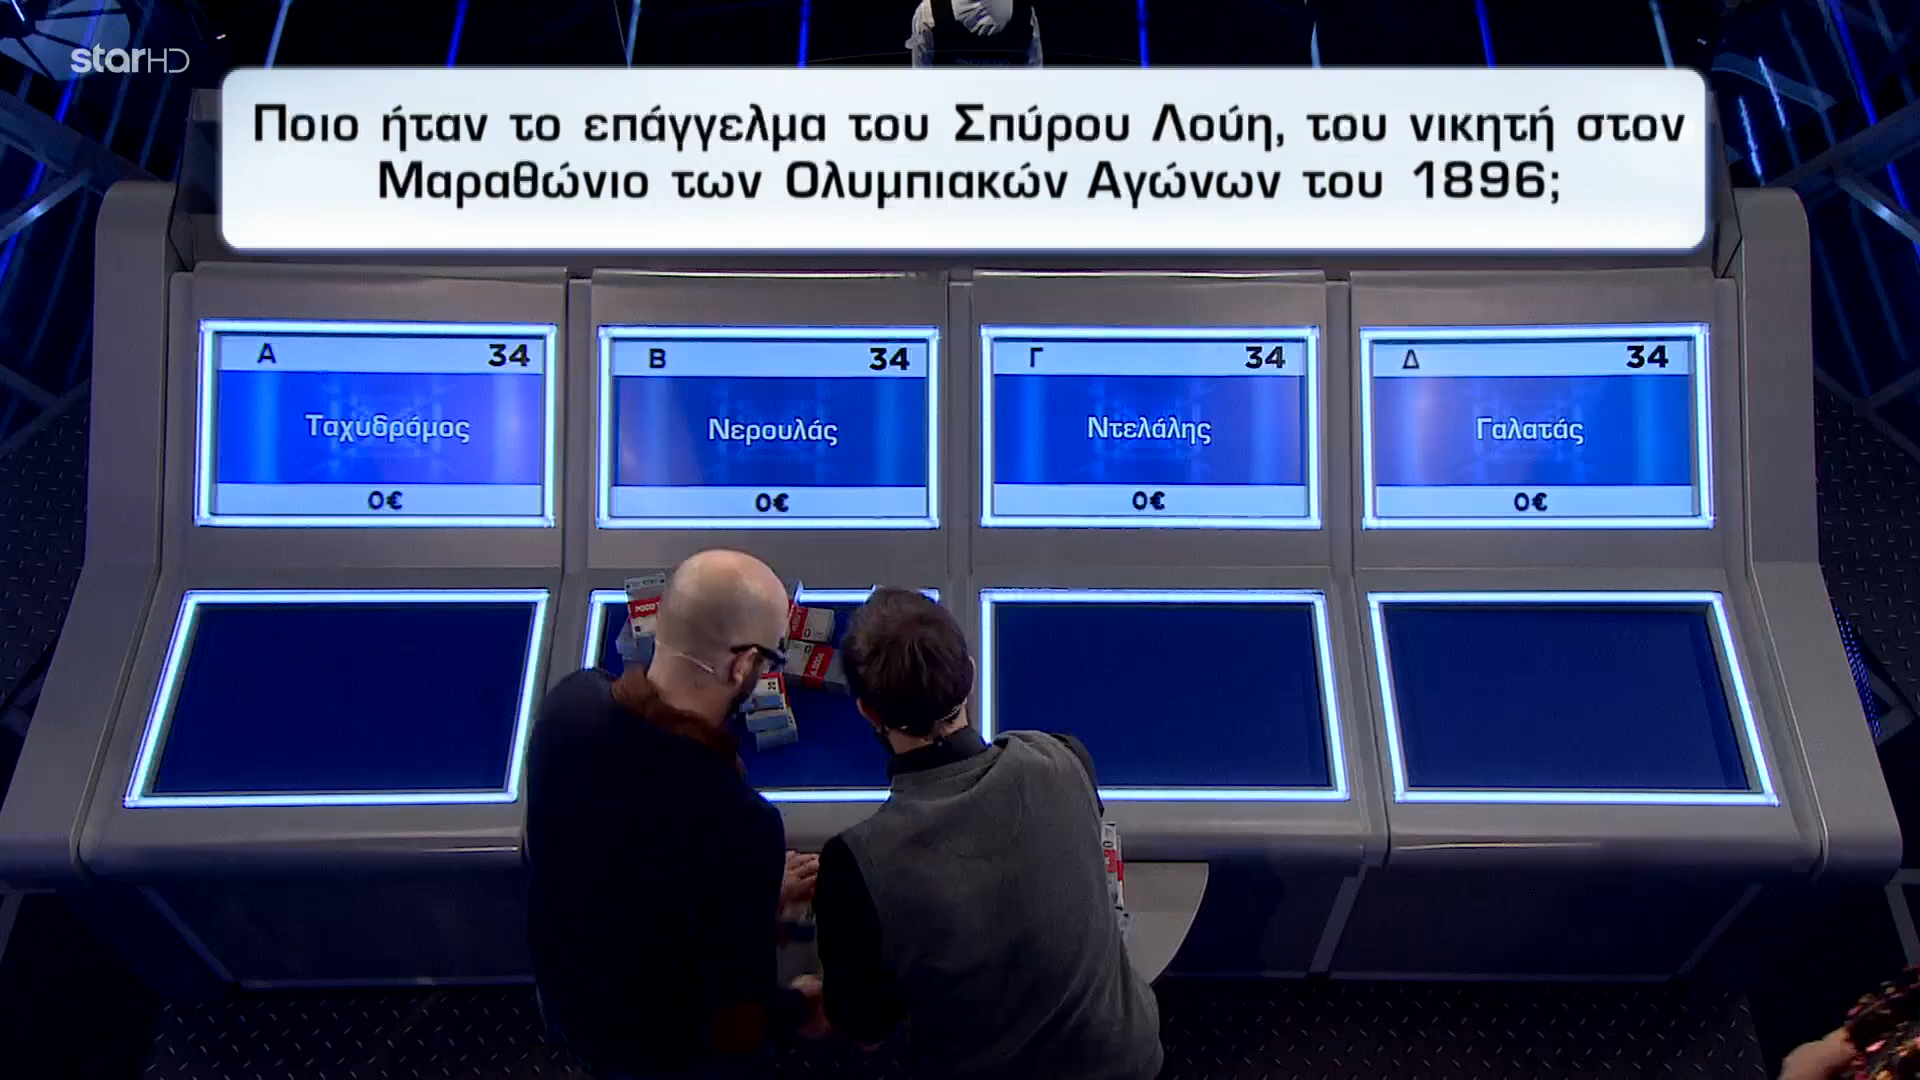 starHD
Ποιο ήταν το επάγγελμα του Σπύρου Λούη, του νικητή στον
Μαραθώνιο των Ολυμπιακών Αγώνων του 1896;
Α 34
Ταχυδρόμος
0€
Β 34
Νερουλάς
0€
Γ 34
Ντελάλης
0€
Δ 34
Γαλατάς
0€